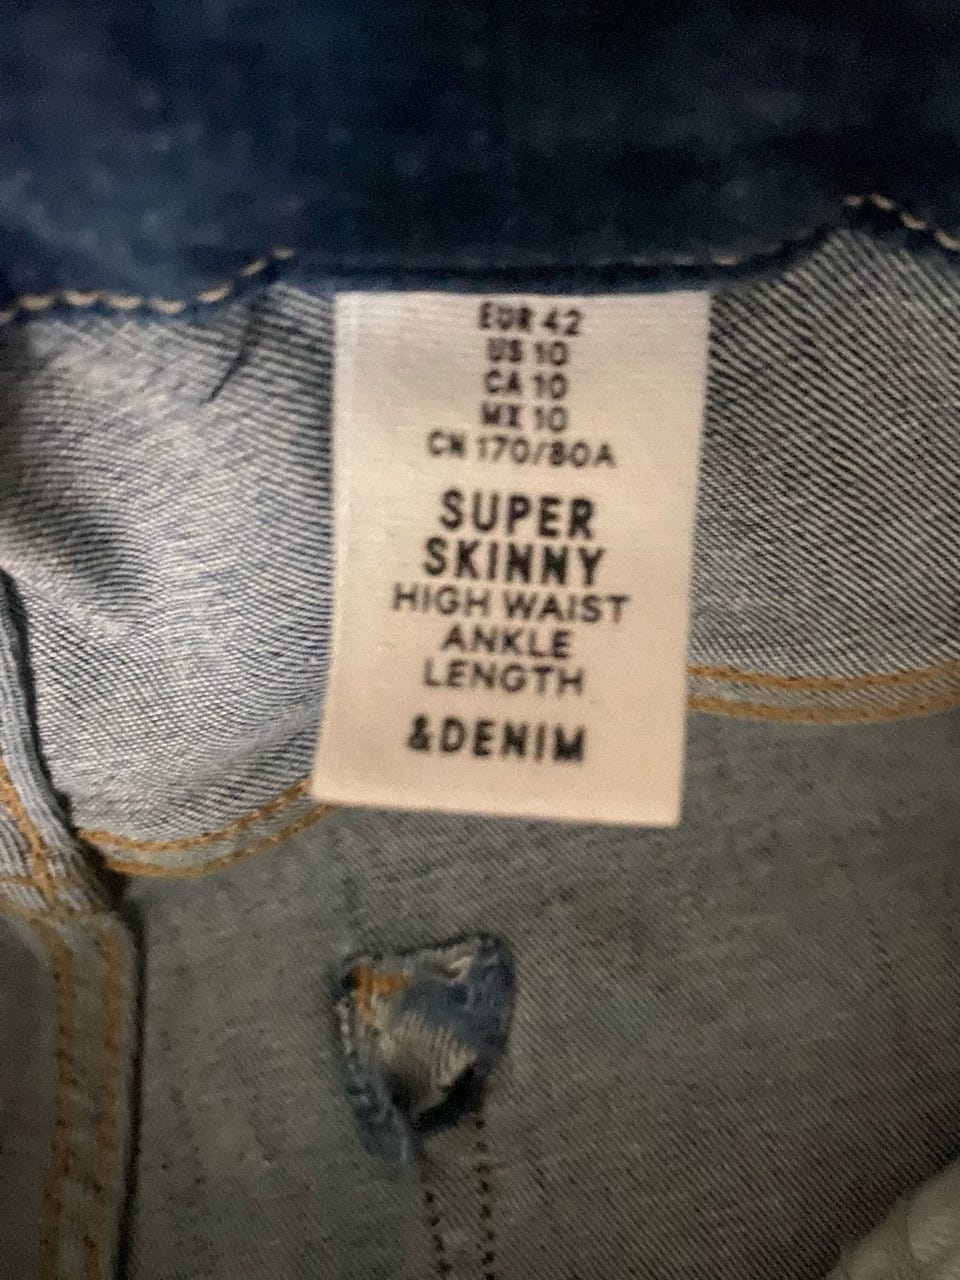 EUR 42
US 10
CA 10
MX 10
CN 170/80A
SUPER
SKINNY
HIGH WAIST
ANKLE
LENGTH
&DENIM